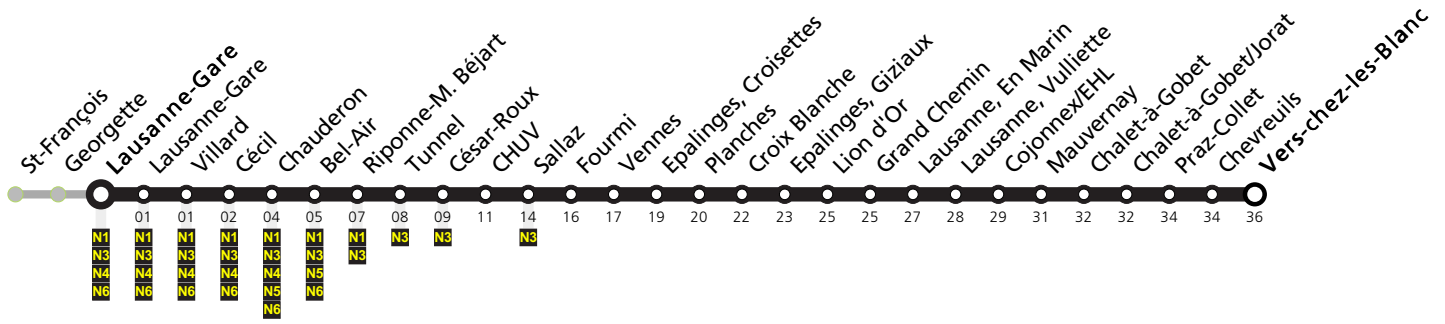 St-François
Georgette
Lausanne-Gare
Lausanne-Gare
Villard
Cécil
Chauderon
Bel-Air
Riponne-M. Béjart
Tunnel
César-Roux
CHUV
Sallaz
Fourmi
Vennes
Epalinges, Croisettes
Planches
Croix Blanche
Epalinges, Giziaux
Lion d'Or
Grand Chemin
Lausanne, En Marin
Lausanne, Vulliette
Cojonnex/EHL
Mauvernay
Chalet-à-Gobet
Chalet-à-Gobet/Jorat
Praz-Collet
Chevreuils
Vers-chez-les-Blanc
01 01 02 04 05 07 08 09 11 14 16 17 19 20 22 23 25 25 27 28 29 31 32 32 34 34 36
N1 N1 N1 N1 N1 N1 N1 N3 N3 N3
N3 N3 N3 N3 N3 N3 N3
N4 N4 N4 N4 N4 N5
N6 N6 N6 N6 N5 N6
N6